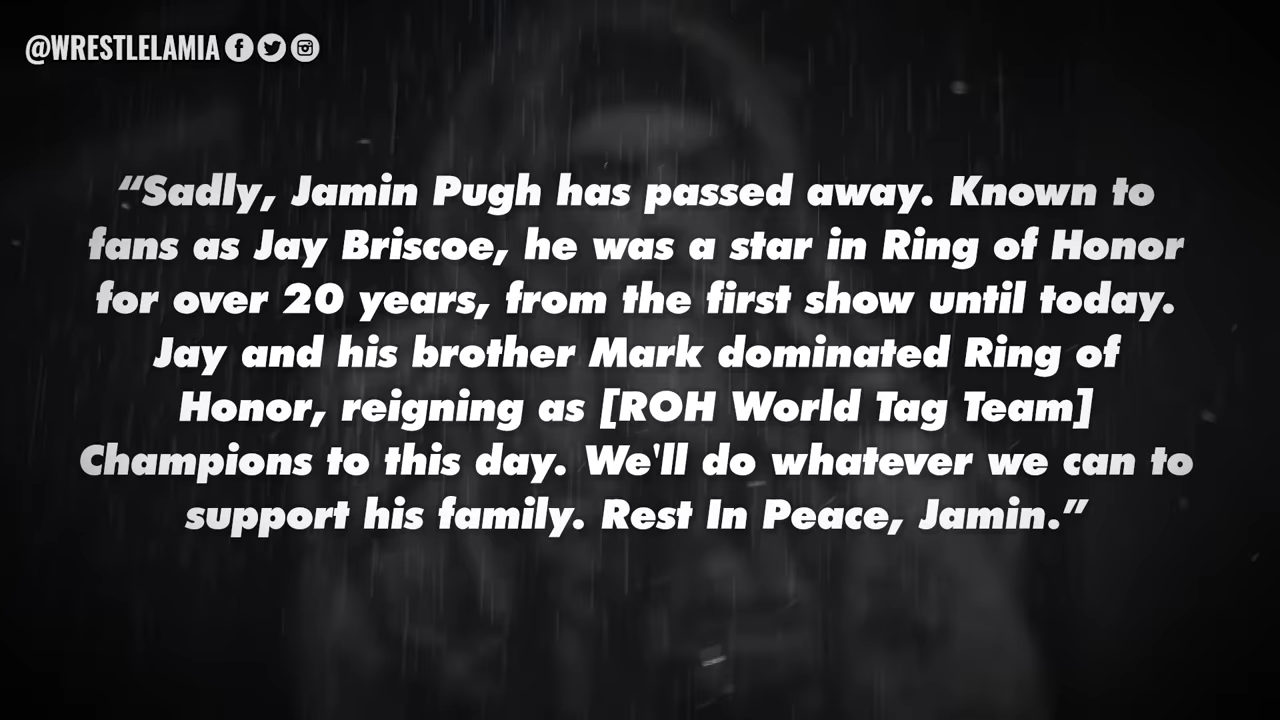 @WRESTLELAMIA
“Sadly, Jamin Pugh has passed away. Known to
fans as Jay Briscoe, he was a star in Ring of Honor
for over 20 years, from the first show until today.
Jay and his brother Mark dominated Ring of
Honor, reigning as [ROH World Tag Team]
Champions to this day. We'll do whatever we can to
support his family. Rest In Peace, Jamin.”